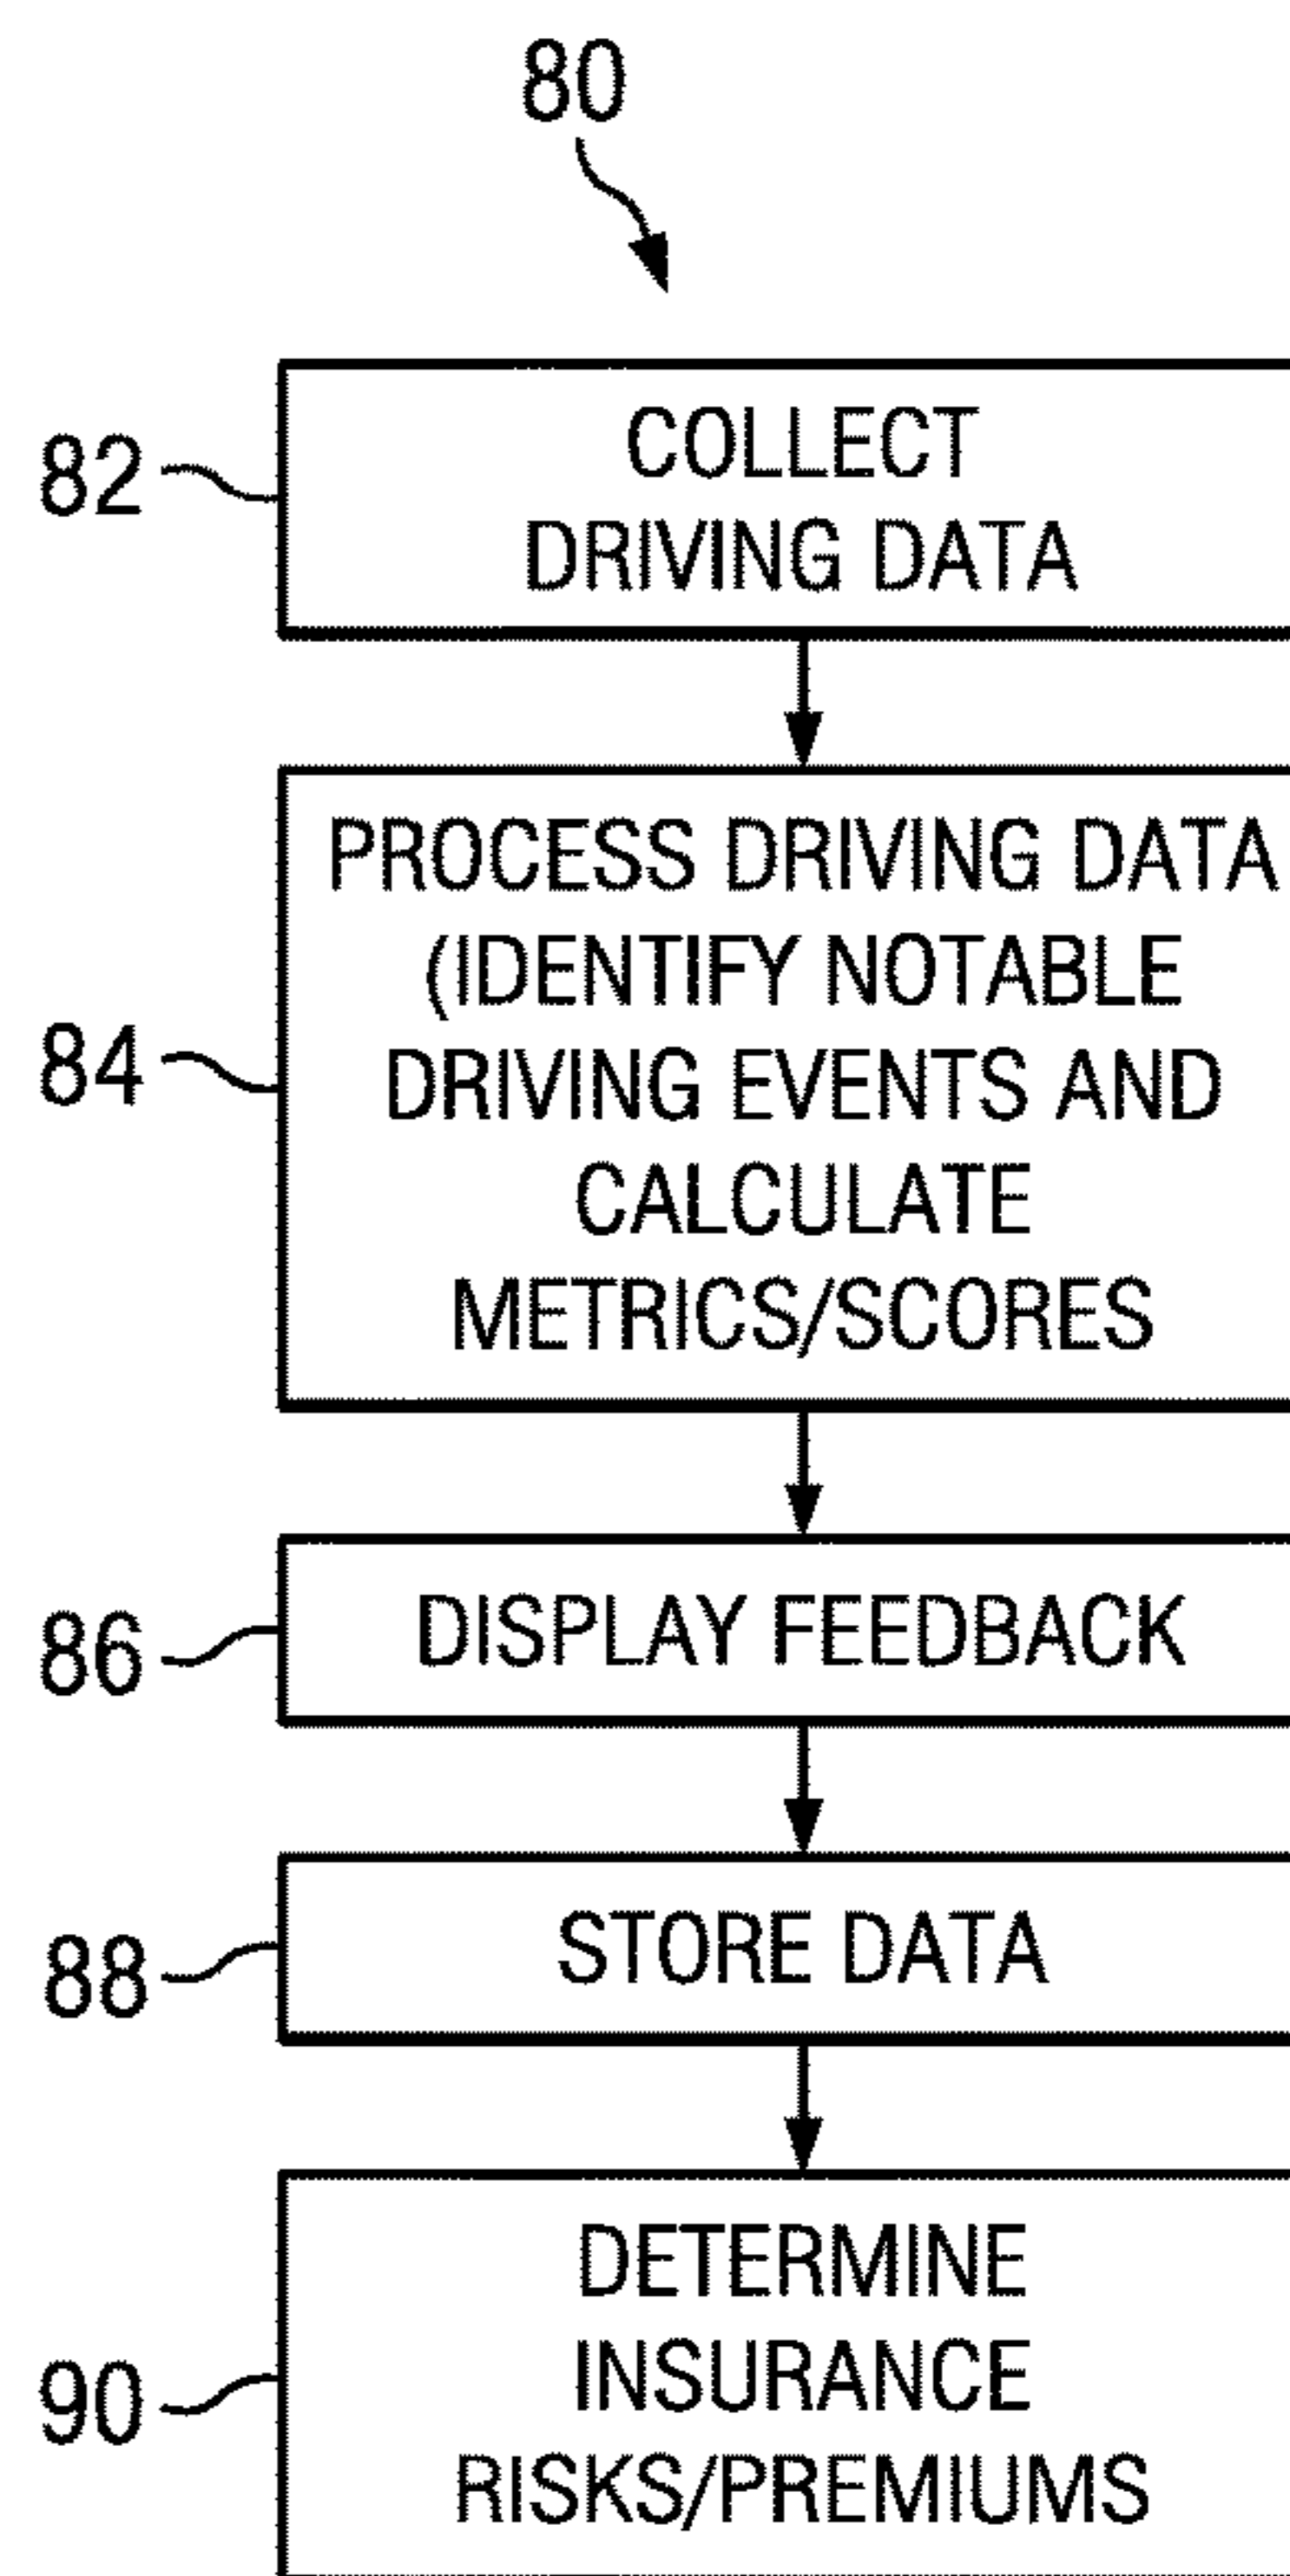 80
82
COLLECT
DRIVING DATA
84
PROCESS DRIVING DATA
(IDENTIFY NOTABLE
DRIVING EVENTS AND
CALCULATE
METRICS/SCORES
86
DISPLAY FEEDBACK
88
STORE DATA
90
DETERMINE
INSURANCE
RISKS/PREMIUMS